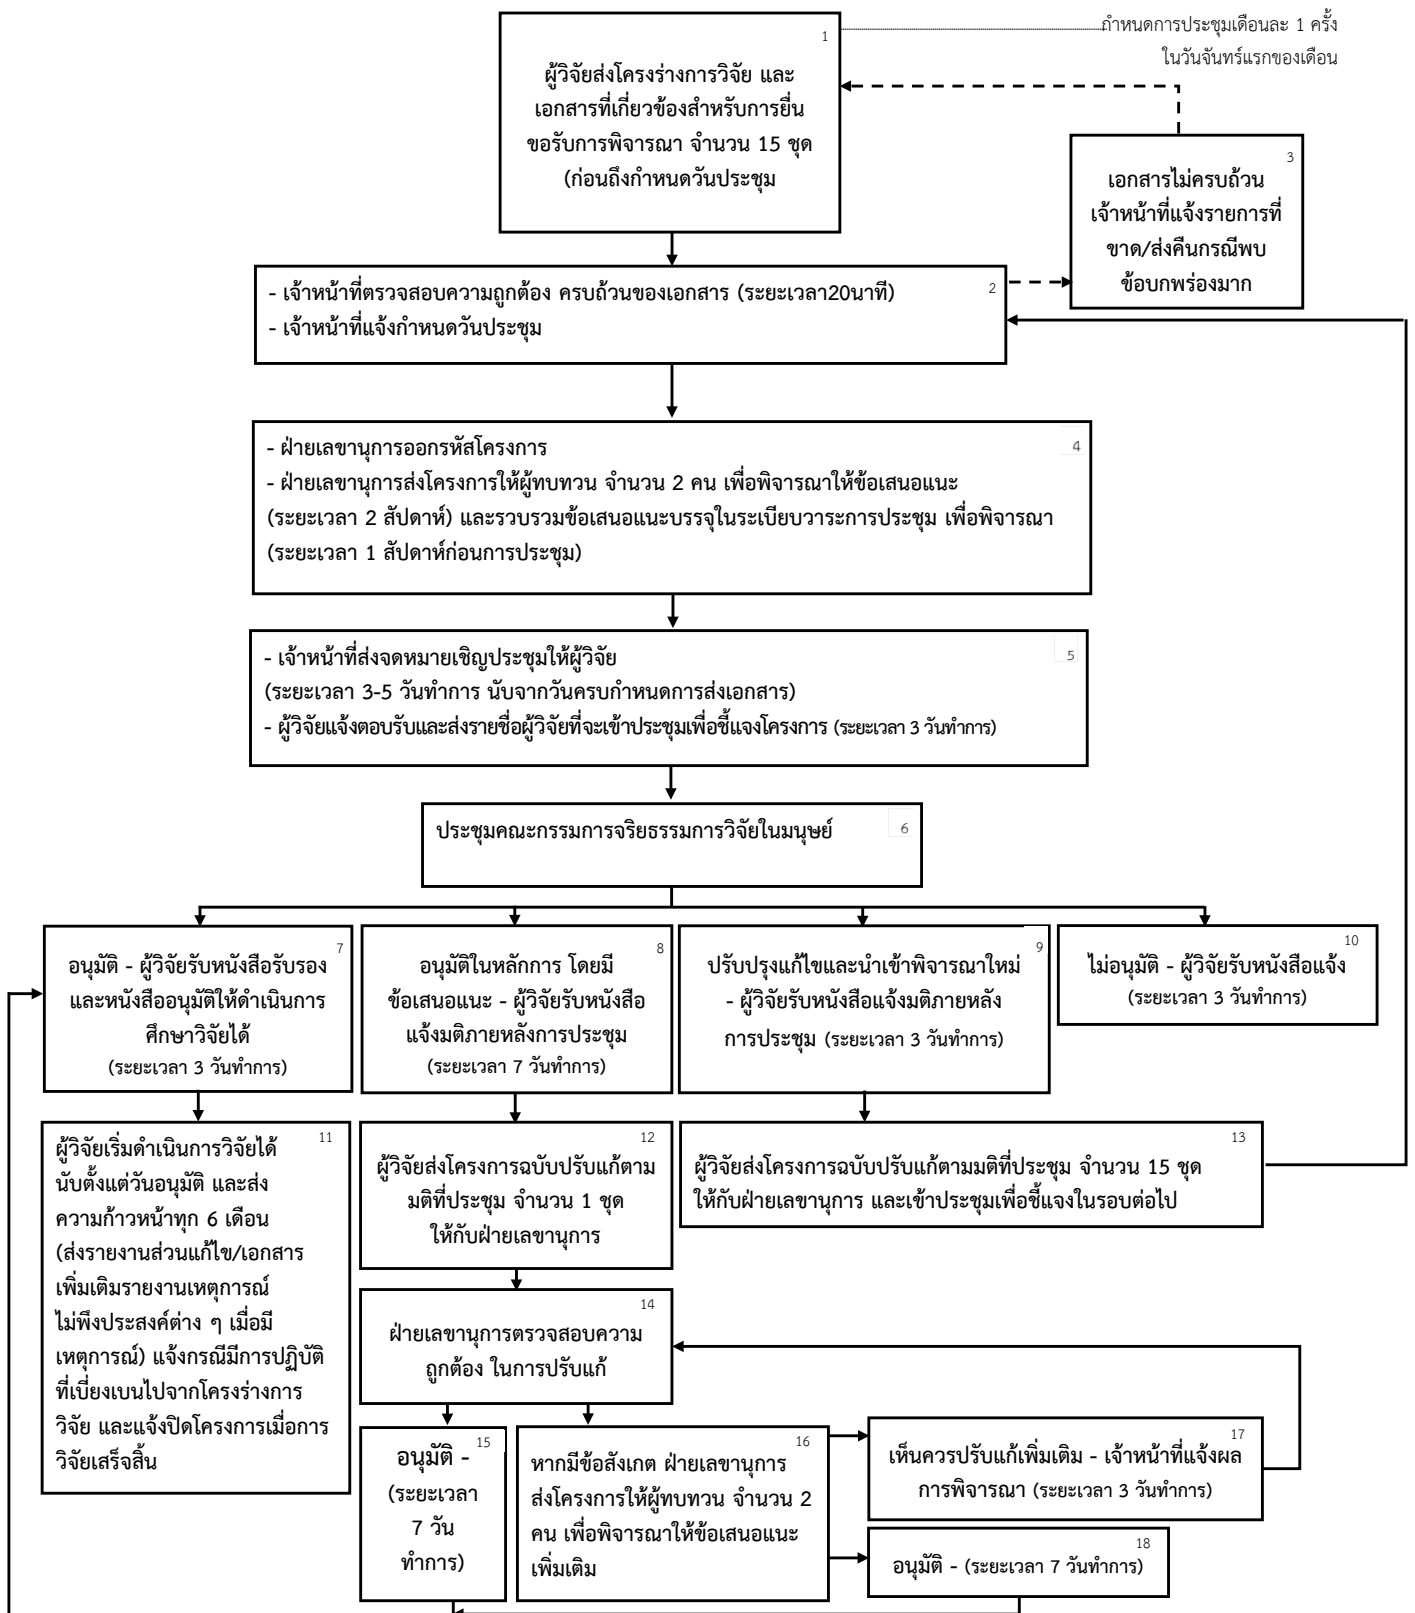 กำหนดการประชุมเดือนละ 1 ครั้ง
ในวันจันทร์แรกของเดือน
1
ผู้วิจัยส่งโครงร่างการวิจัย และ
เอกสารที่เกี่ยวข้องสำหรับการยื่น
ขอรับการพิจารณา จำนวน 15 ชุด
(ก่อนถึงกำหนดวันประชุม
3
เอกสารไม่ครบถ้วน
เจ้าหน้าที่แจ้งรายการที่
ขาด/ส่งคืนกรณีพบ
ข้อบกพร่องมาก
2
- เจ้าหน้าที่ตรวจสอบความถูกต้อง ครบถ้วนของเอกสาร (ระยะเวลา20นาที)
- เจ้าหน้าที่แจ้งกำหนดวันประชุม
4
- ฝ่ายเลขานุการออกรหัสโครงการ
- ฝ่ายเลขานุการส่งโครงการให้ผู้ทบทวน จำนวน 2 คน เพื่อพิจารณาให้ข้อเสนอแนะ
(ระยะเวลา 2 สัปดาห์) และรวบรวมข้อเสนอแนะบรรจุในระเบียบวาระการประชุม เพื่อพิจารณา
(ระยะเวลา 1 สัปดาห์ก่อนการประชุม)
5
- เจ้าหน้าที่ส่งจดหมายเชิญประชุมให้ผู้วิจัย
(ระยะเวลา 3-5 วันทำการ นับจากวันครบกำหนดการส่งเอกสาร)
- ผู้วิจัยแจ้งตอบรับและส่งรายชื่อผู้วิจัยที่จะเข้าประชุมเพื่อชี้แจงโครงการ (ระยะเวลา 3 วันทำการ)
6
ประชุมคณะกรรมการจริยธรรมการวิจัยในมนุษย์
7
อนุมัติ - ผู้วิจัยรับหนังสือรับรอง
และหนังสืออนุมัติให้ดำเนินการ
ศึกษาวิจัยได้
(ระยะเวลา 3 วันทำการ)
8
อนุมัติในหลักการ โดยมี
ข้อเสนอแนะ - ผู้วิจัยรับหนังสือ
แจ้งมติภายหลังการประชุม
(ระยะเวลา 7 วันทำการ)
9
ปรับปรุงแก้ไขและนำเข้าพิจารณาใหม่
- ผู้วิจัยรับหนังสือแจ้งมติภายหลัง
การประชุม (ระยะเวลา 3 วันทำการ)
10
ไม่อนุมัติ - ผู้วิจัยรับหนังสือแจ้ง
(ระยะเวลา 3 วันทำการ)
11
ผู้วิจัยเริ่มดำเนินการวิจัยได้
นับตั้งแต่วันอนุมัติ และส่ง
ความก้าวหน้าทุก 6 เดือน
(ส่งรายงานส่วนแก้ไข/เอกสาร
เพิ่มเติมรายงานเหตุการณ์
ไม่พึงประสงค์ต่าง ๆ เมื่อมี
เหตุการณ์) แจ้งกรณีมีการปฏิบัติ
ที่เบี่ยงเบนไปจากโครงร่างการ
วิจัย และแจ้งปิดโครงการเมื่อการ
วิจัยเสร็จสิ้น
12
ผู้วิจัยส่งโครงการฉบับปรับแก้ตาม
มติที่ประชุม จำนวน 1 ชุด
ให้กับฝ่ายเลขานุการ
13
ผู้วิจัยส่งโครงการฉบับปรับแก้ตามมติที่ประชุม จำนวน 15 ชุด
ให้กับฝ่ายเลขานุการ และเข้าประชุมเพื่อชี้แจงในรอบต่อไป
14
ฝ่ายเลขานุการตรวจสอบความ
ถูกต้อง ในการปรับแก้
15
อนุมัติ -
(ระยะเวลา
7 วัน
ทำการ)
16
หากมีข้อสังเกต ฝ่ายเลขานุการ
ส่งโครงการให้ผู้ทบทวน จำนวน 2
คน เพื่อพิจารณาให้ข้อเสนอแนะ
เพิ่มเติม
17
เห็นควรปรับแก้เพิ่มเติม - เจ้าหน้าที่แจ้งผล
การพิจารณา (ระยะเวลา 3 วันทำการ)
18
อนุมัติ - (ระยะเวลา 7 วันทำการ)